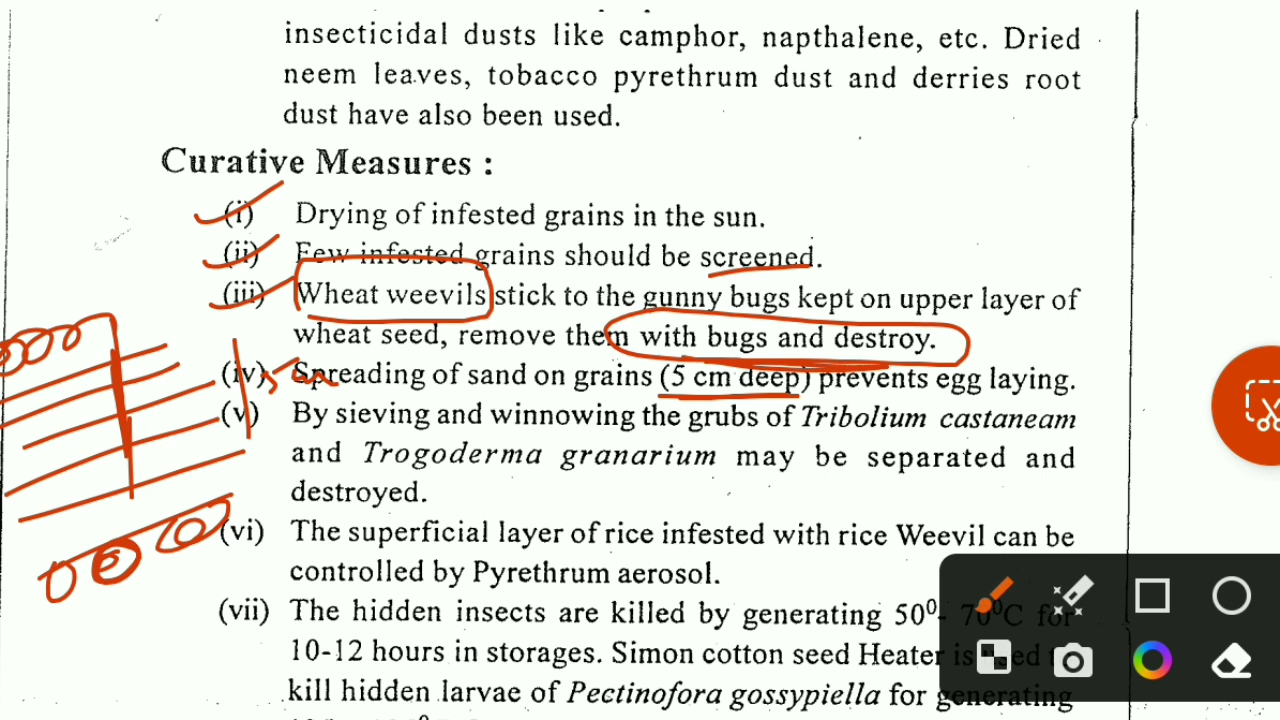 insecticidal dusts like camphor, napthalene, etc. Dried
neem leaves, tobacco pyrethrum dust and derries root
dust have also been used.
Curative Measures :
(i) Drying of infested grains in the sun.
(ii) Few infested grains should be screened.
(iii) Wheat weevils stick to the gunny bugs kept on upper layer of
wheat seed, remove them with bugs and destroy.
(iv) Spreading of sand on grains (5 cm deep) prevents egg laying.
(v) By sieving and winnowing the grubs of Tribolium castaneam
and Trogoderma granarium may be separated and
destroyed.
(vi) The superficial layer of rice infested with rice Weevil can be
controlled by Pyrethrum aerosol.
(vii) The hidden insects are killed by generating 50⁰- 70⁰C for
10-12 hours in storages. Simon cotton seed Heater is used
kill hidden larvae of Pectinofora gossypiella for generating